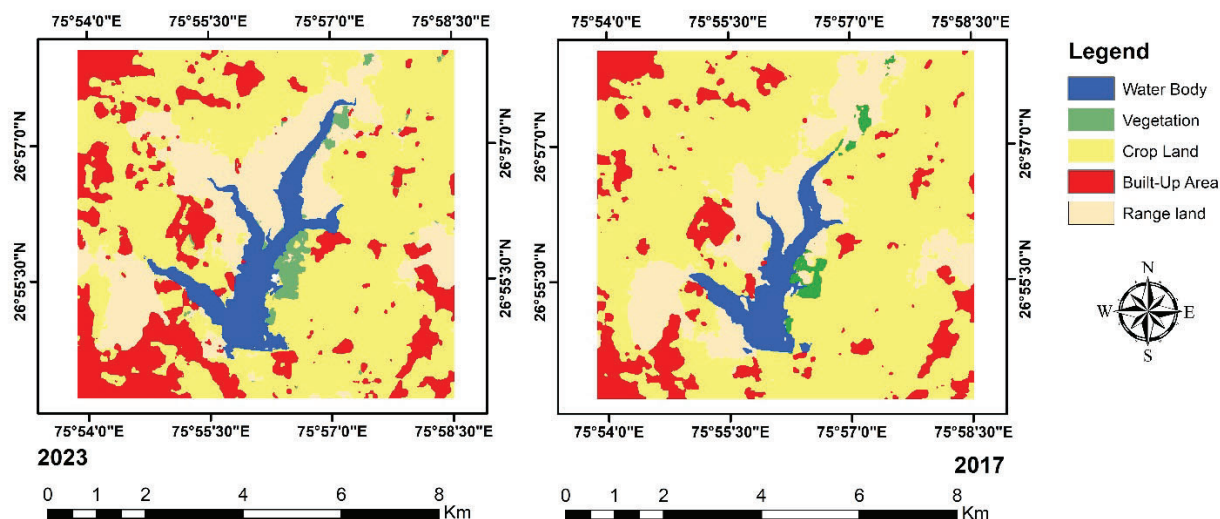 75°54'0"E 75°55'30"E 75°57'0"E 75°58'30"E
26°57'0"N
26°55'30"N
26°57'0"N
26°55'30"N
75°54'0"E 75°55'30"E 75°57'0"E 75°58'30"E
2023
0 1 2 4 6 8
Km
75°54'0"E 75°55'30"E 75°57'0"E 75°58'30"E
26°57'0"N
26°55'30"N
26°57'0"N
26°55'30"N
75°54'0"E 75°55'30"E 75°57'0"E 75°58'30"E
2017
0 1 2 4 6 8
Km
Legend
Water Body
Vegetation
Crop Land
Built-Up Area
Range land
N
W E
S